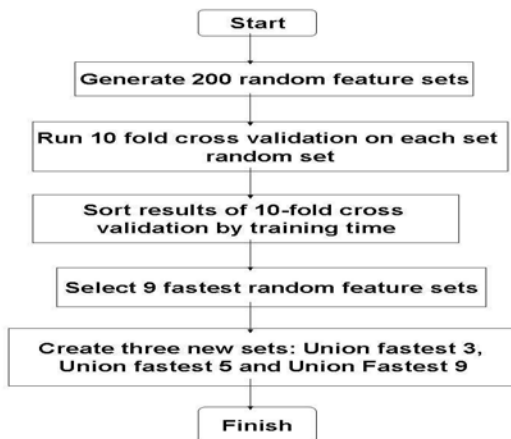 Start
Generate 200 random feature sets
Run 10 fold cross validation on each set
random set
Sort results of 10-fold cross
validation by training time
Select 9 fastest random feature sets
Create three new sets: Union fastest 3,
Union fastest 5 and Union Fastest 9
Finish